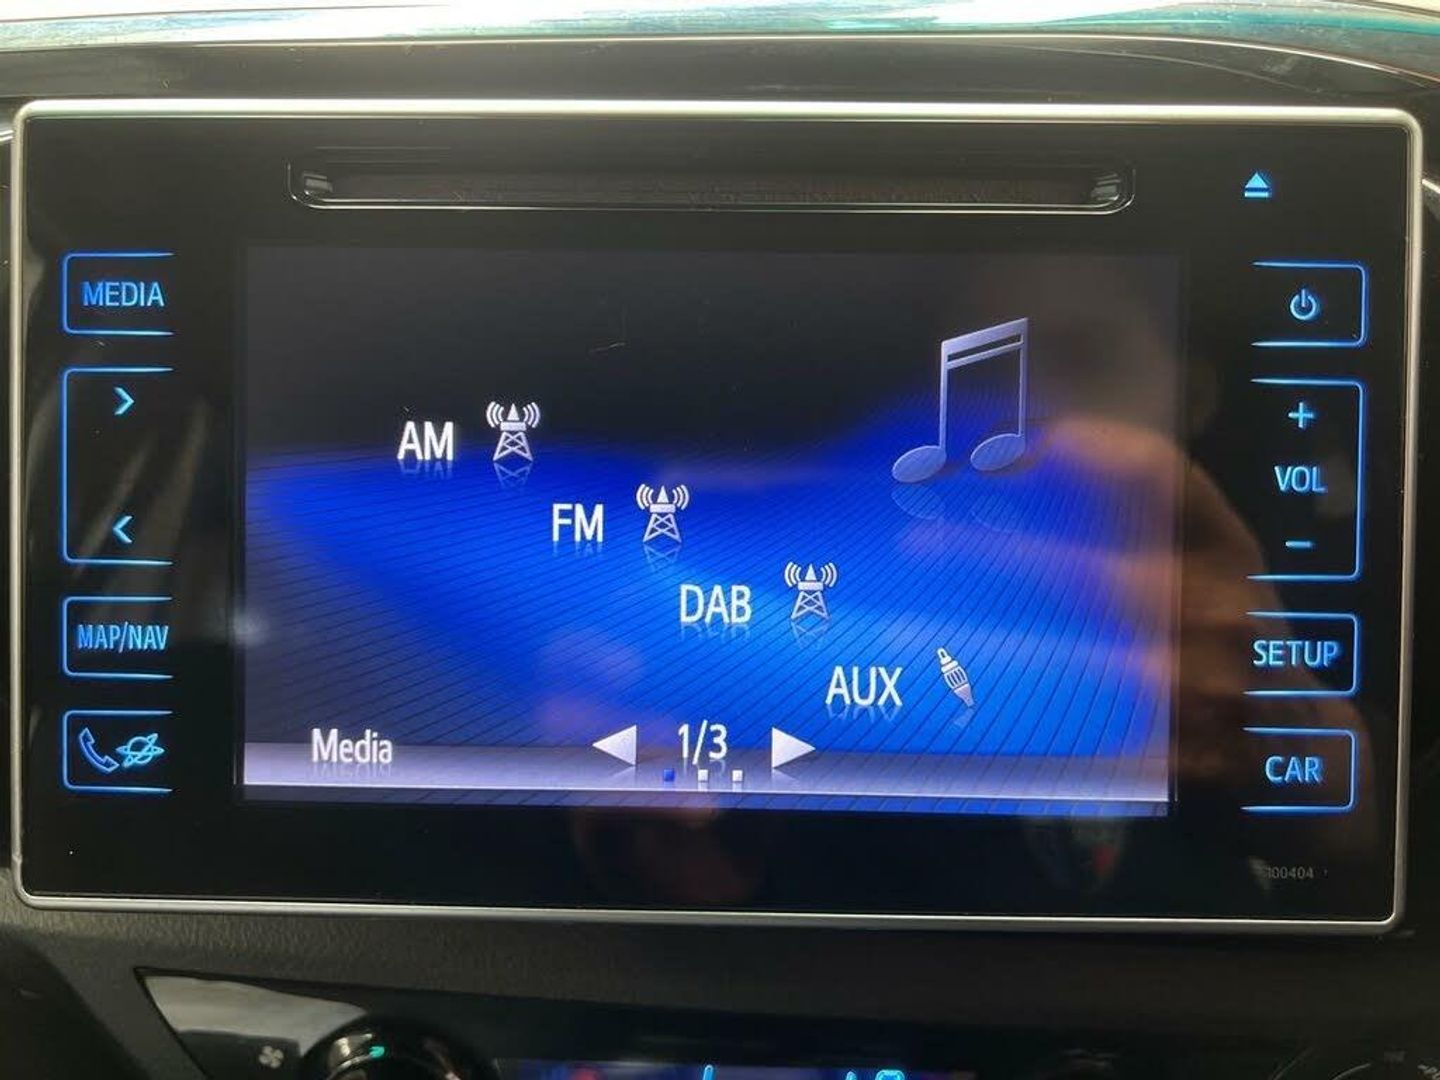 MEDIA
AM
FM
MAP/NAV
DAB
AUX
Media
1/3
VOL
SETUP
CAR
100404